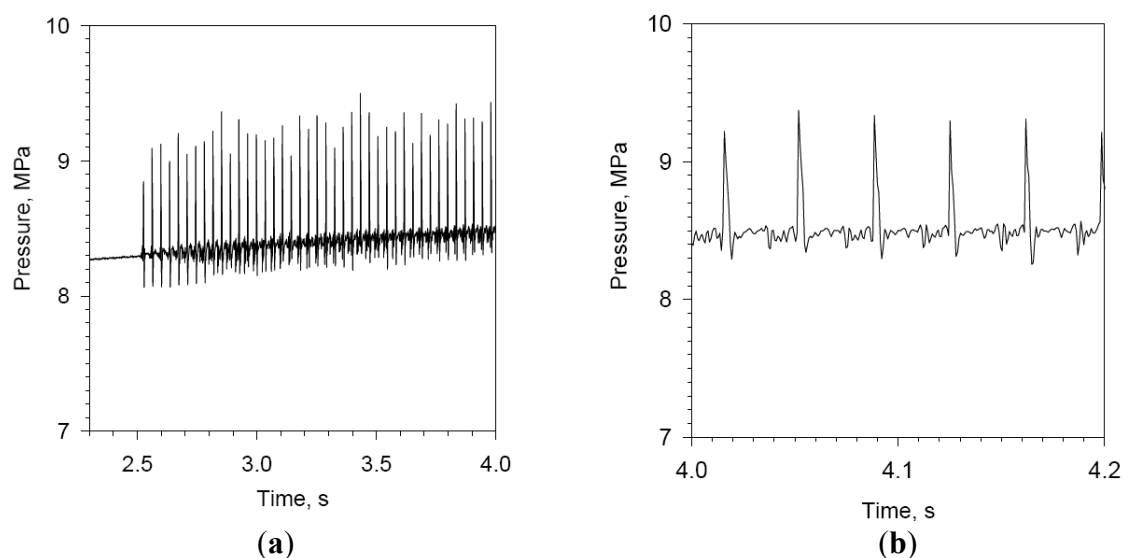 10
9
8
7
Pressure, MPa
2.5 3.0 3.5 4.0
Time, s
(a)
10
9
8
7
Pressure, MPa
4.0 4.1 4.2
Time, s
(b)